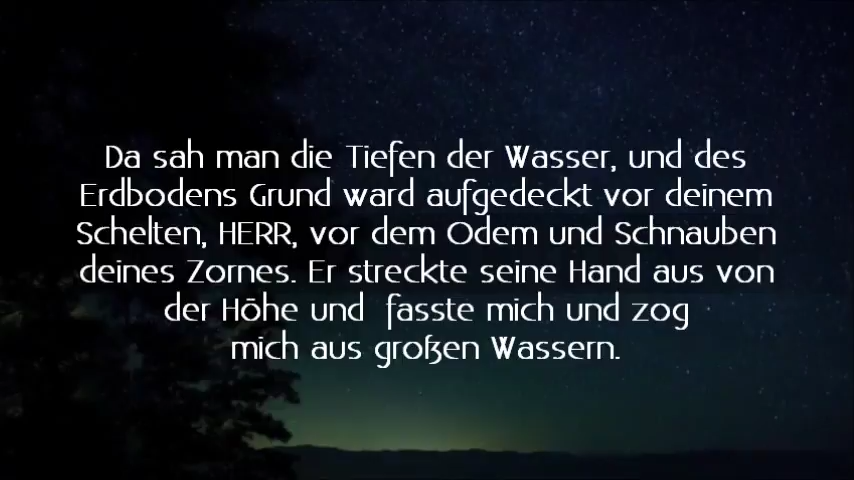 Da sah man die Tiefen der Wasser, und des
Erdbodens Grund ward aufgedeckt vor deinem
Schelten, HERR, vor dem Odem und Schnauben
deines Zornes. Er streckte seine Hand aus von
der Höhe und  fasste mich und zog
mich aus großen Wassern.